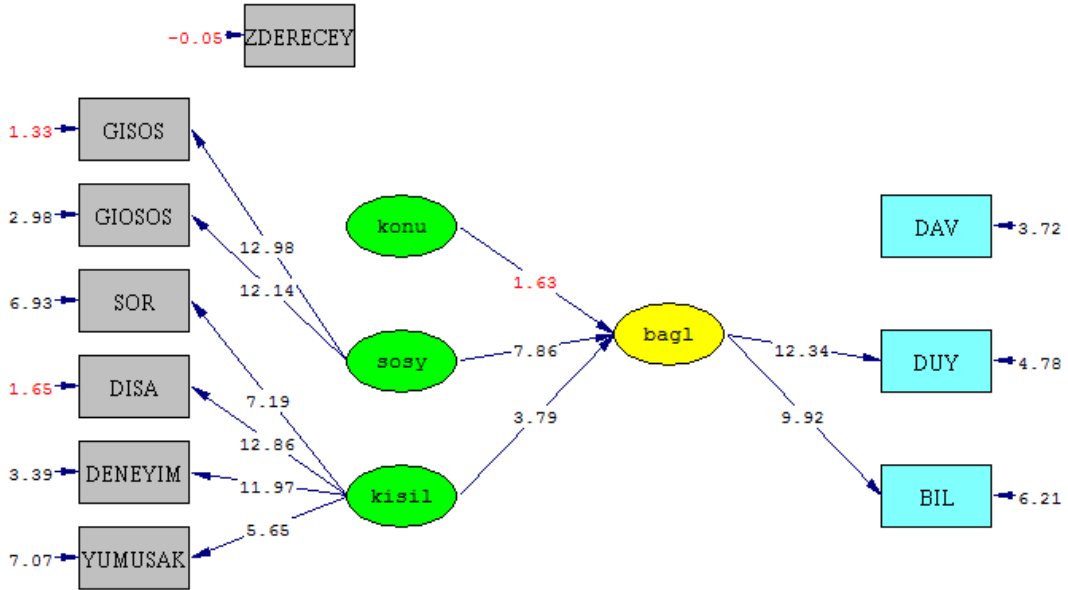 -0.05 ZDERECEY
1.33 GISOS
2.98 GIOSOS
6.93 SOR
1.65 DISA
3.39 DENEYIM
7.07 YUMUSAK
12.98
12.14
7.19
12.86
11.97
5.65
konu
sosy
kisil
1.63
7.86
3.79
bagl
12.34
9.92
DAV 3.72
DUY 4.78
BIL 6.21